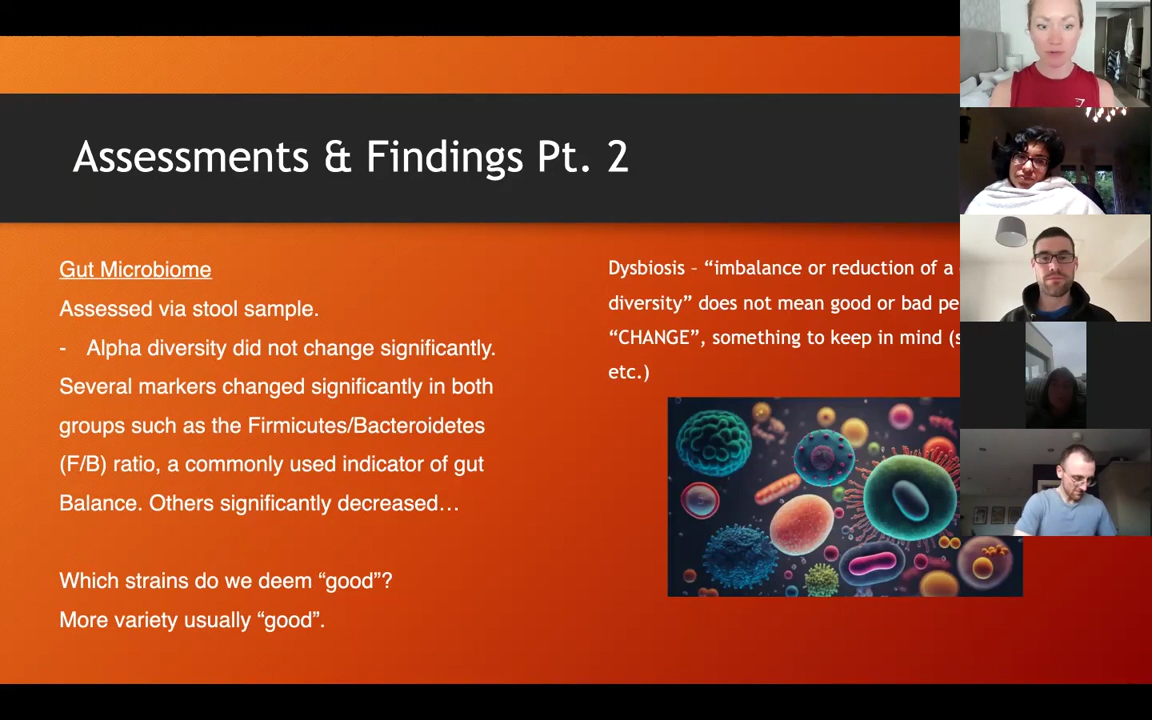 Assessments & Findings Pt. 2
Gut Microbiome
Assessed via stool sample.
- Alpha diversity did not change significantly.
Several markers changed significantly in both
groups such as the Firmicutes/Bacteroidetes
(F/B) ratio, a commonly used indicator of gut
Balance. Others significantly decreased…
Which strains do we deem “good”?
More variety usually “good”.
Dysbiosis – “imbalance or reduction of a
diversity” does not mean good or bad
“CHANGE”, something to keep in mind
etc.)